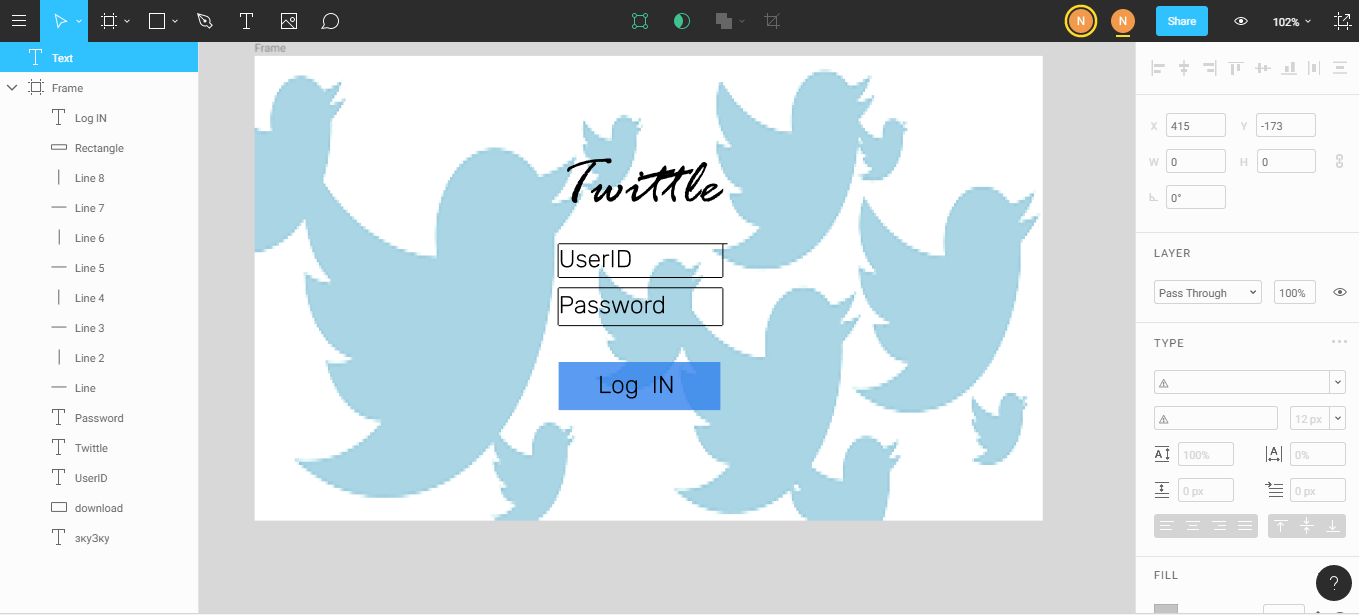 N
N
Share
102%
Text
Frame
Frame
Log IN
Rectangle
Line 8
Line 7
Line 6
Line 5
Line 4
Line 3
Line 2
Line
Password
Twittle
UserID
download
зкуЗку
Twittle
UserID
Password
Log IN
X 415 Y -173
W 0 H 0
0°
LAYER
Pass Through 100%
TYPE
12 px
A 100% A 0%
0 px 0 px
FILL
?